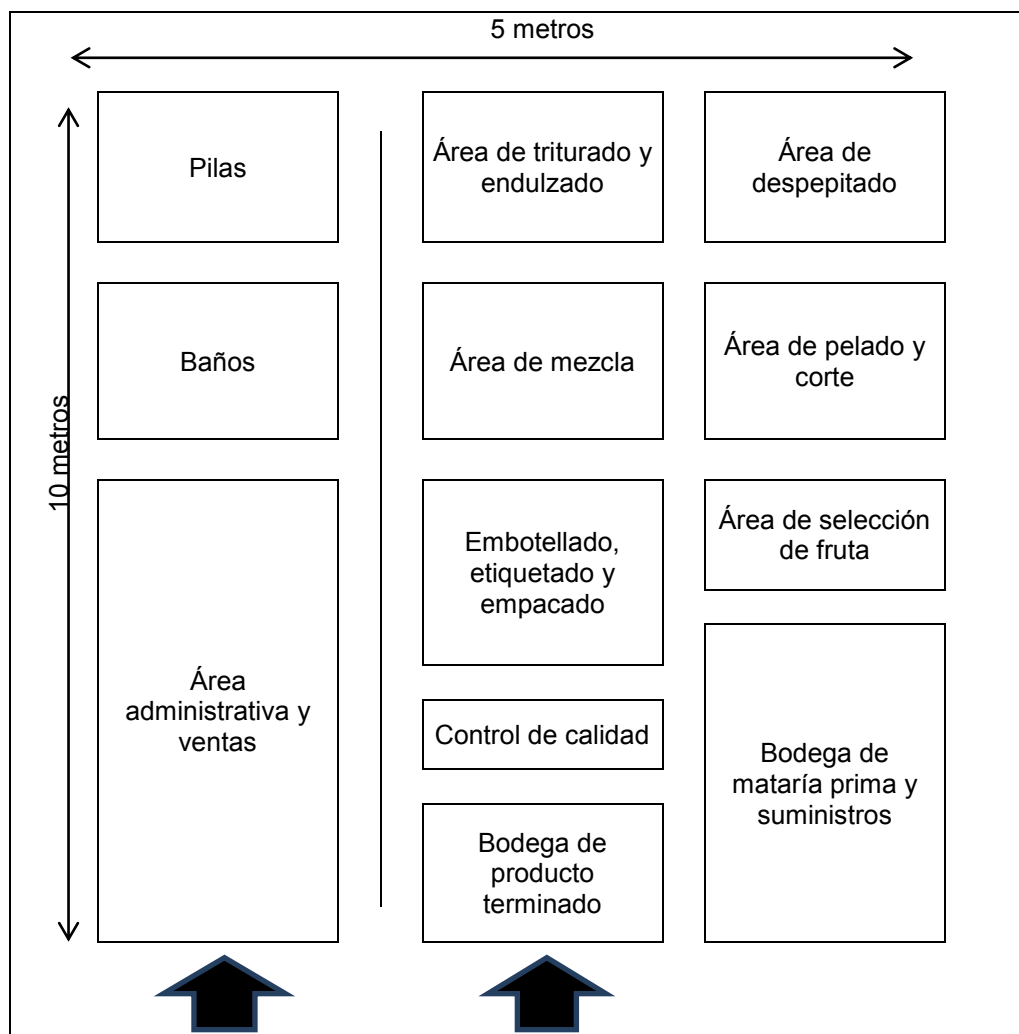 5 metros
10 metros
Pilas
Área de triturado y
endulzado
Área de
despepitado
Baños
Área de mezcla
Área de pelado y
corte
Área
administrativa y
ventas
Embotellado,
etiquetado y
empacado
Área de selección
de fruta
Control de calidad
Bodega de
mataría prima y
suministros
Bodega de
producto
terminado